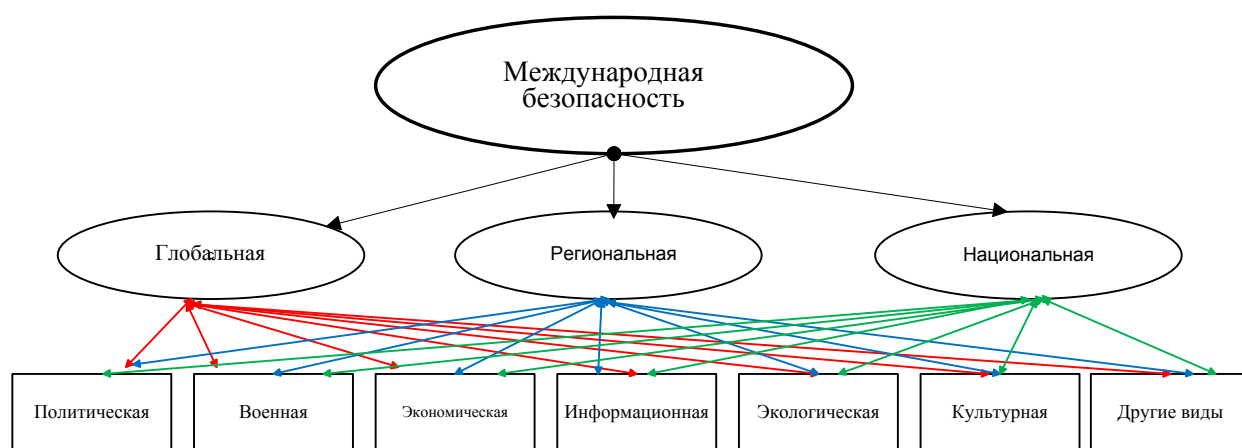 Международная
безопасность
Глобальная
Региональная
Национальная
Политическая
Военная
Экономическая
Информационная
Экологическая
Культурная
Другие виды